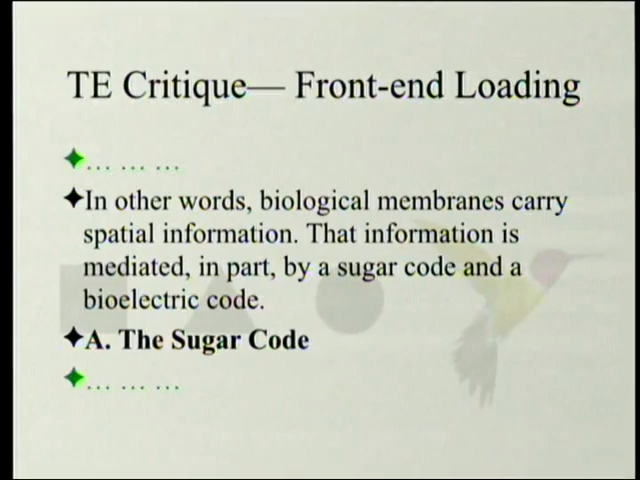 TE Critique— Front-end Loading
✦… … …
✦In other words, biological membranes carry
spatial information. That information is
mediated, in part, by a sugar code and a
bioelectric code.
✦A. The Sugar Code
✦… … …